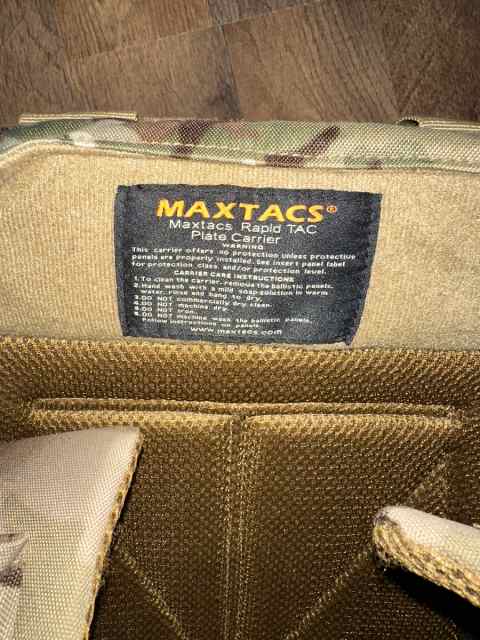 MAXTACS®
Maxtacs Rapid TAC
Plate Carrier
WARNING
This carrier offers no protection unless protective
panels are properly installed. See insert panel label
for protection class and/or protection level.
CARRIER CARE INSTRUCTIONS
1.To clean the carrier, remove the ballistic panels.
2.Hand wash with a mild soap solution in warm
water, rinse and hang to dry.
3.DO NOT commercially dry clean.
4.DO NOT machine dry.
5.DO NOT iron.
6.DO NOT machine wash the ballistic panels.
Follow instructions on panels.
www.maxtacs.com